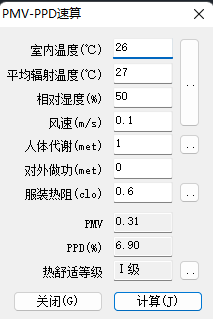 PMV-PPD速算
室内温度(℃) 26
平均辐射温度(℃) 27
相对湿度(%) 50
风速(m/s) 0.1
人体代谢(met) 1 ..
对外做功(met) 0
服装热阻(clo) 0.6 ..
PMV 0.31
PPD(%) 6.90
热舒适等级 Ⅰ级 ..
关闭(G) 计算(J)